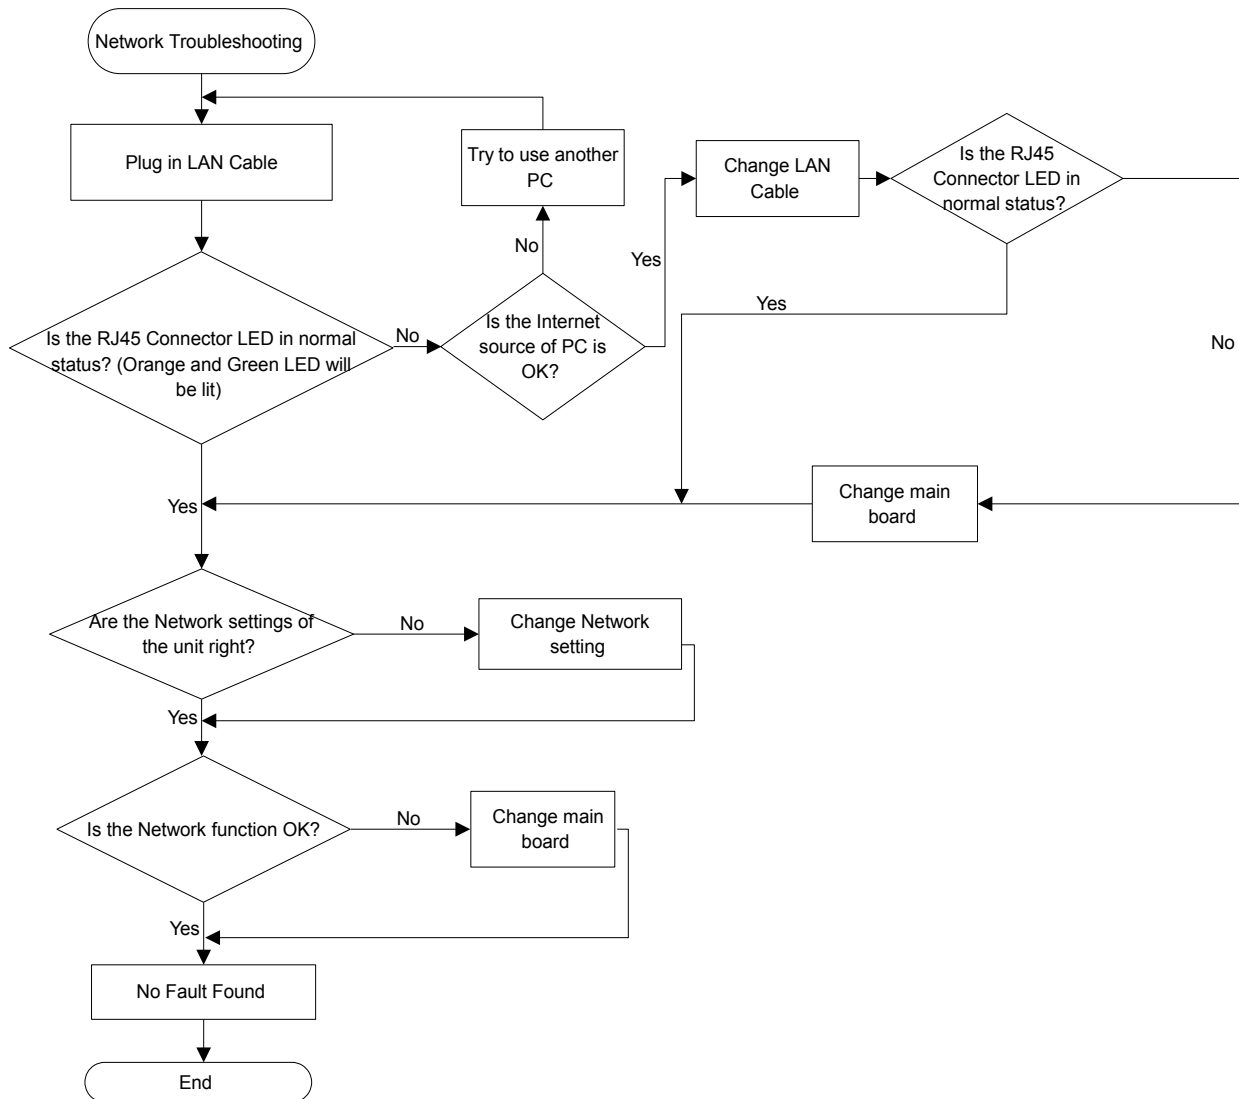 Network Troubleshooting
Plug in LAN Cable
Try to use another
PC
Change LAN
Cable
Is the RJ45
Connector LED in
normal status?
No
Yes
Yes
No
Is the RJ45 Connector LED in normal
status? (Orange and Green LED will
be lit)
No
Is the Internet
source of PC is
OK?
Yes
Change main
board
Are the Network settings of
the unit right?
No
Change Network
setting
Yes
Is the Network function OK?
No
Change main
board
Yes
No Fault Found
End